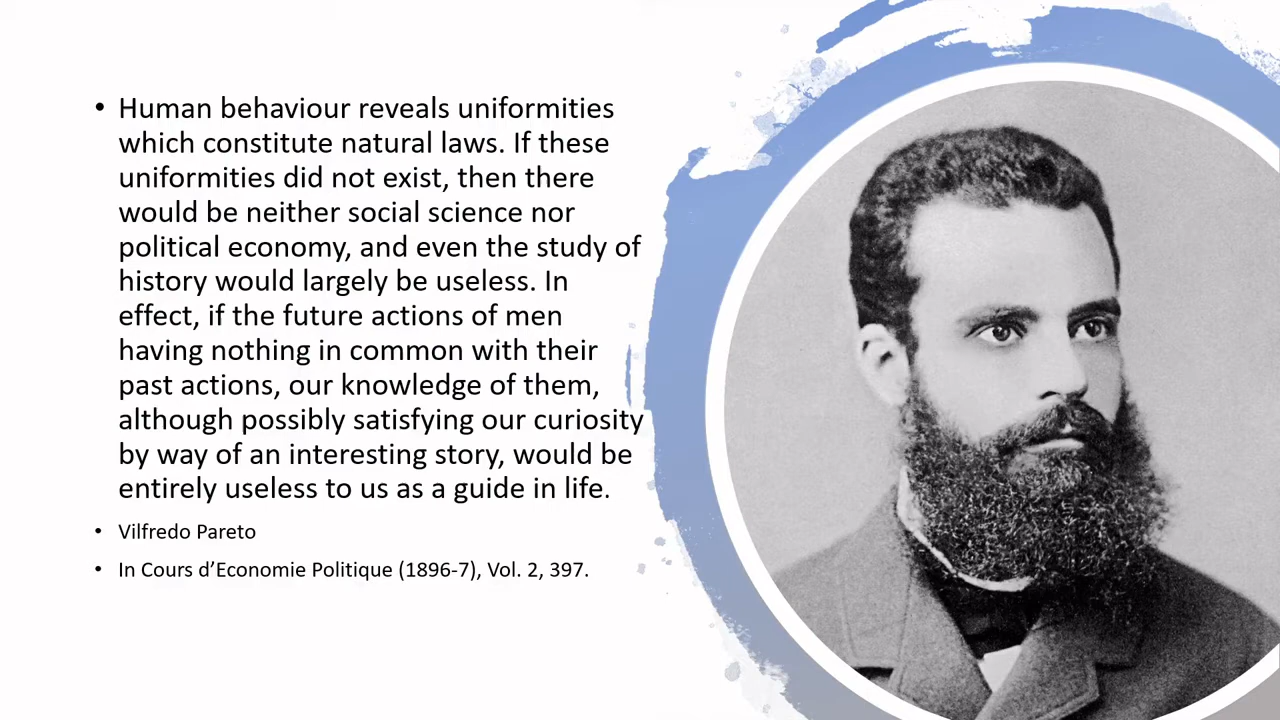 • Human behaviour reveals uniformities
which constitute natural laws. If these
uniformities did not exist, then there
would be neither social science nor
political economy, and even the study of
history would largely be useless. In
effect, if the future actions of men
having nothing in common with their
past actions, our knowledge of them,
although possibly satisfying our curiosity
by way of an interesting story, would be
entirely useless to us as a guide in life.
• Vilfredo Pareto
• In Cours d’Economie Politique (1896-7), Vol. 2, 397.